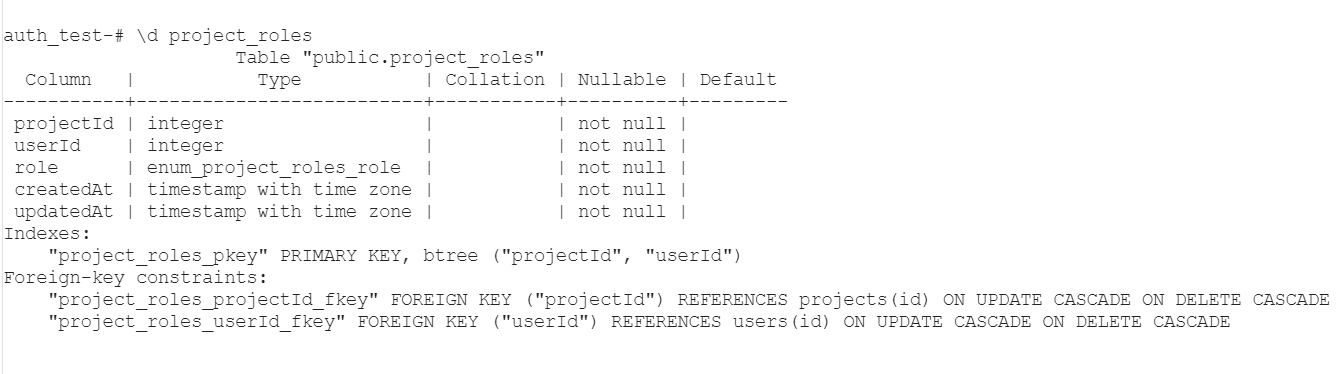 auth_test-# \d project_roles
                     Table "public.project_roles"
  Column   |           Type           | Collation | Nullable | Default
-----------+--------------------------+-----------+----------+---------
 projectId | integer                  |           | not null |
 userId    | integer                  |           | not null |
 role      | enum_project_roles_role  |           | not null |
 createdAt | timestamp with time zone |           | not null |
 updatedAt | timestamp with time zone |           | not null |
Indexes:
    "project_roles_pkey" PRIMARY KEY, btree ("projectId", "userId")
Foreign-key constraints:
    "project_roles_projectId_fkey" FOREIGN KEY ("projectId") REFERENCES projects(id) ON UPDATE CASCADE ON DELETE CASCADE
    "project_roles_userId_fkey" FOREIGN KEY ("userId") REFERENCES users(id) ON UPDATE CASCADE ON DELETE CASCADE